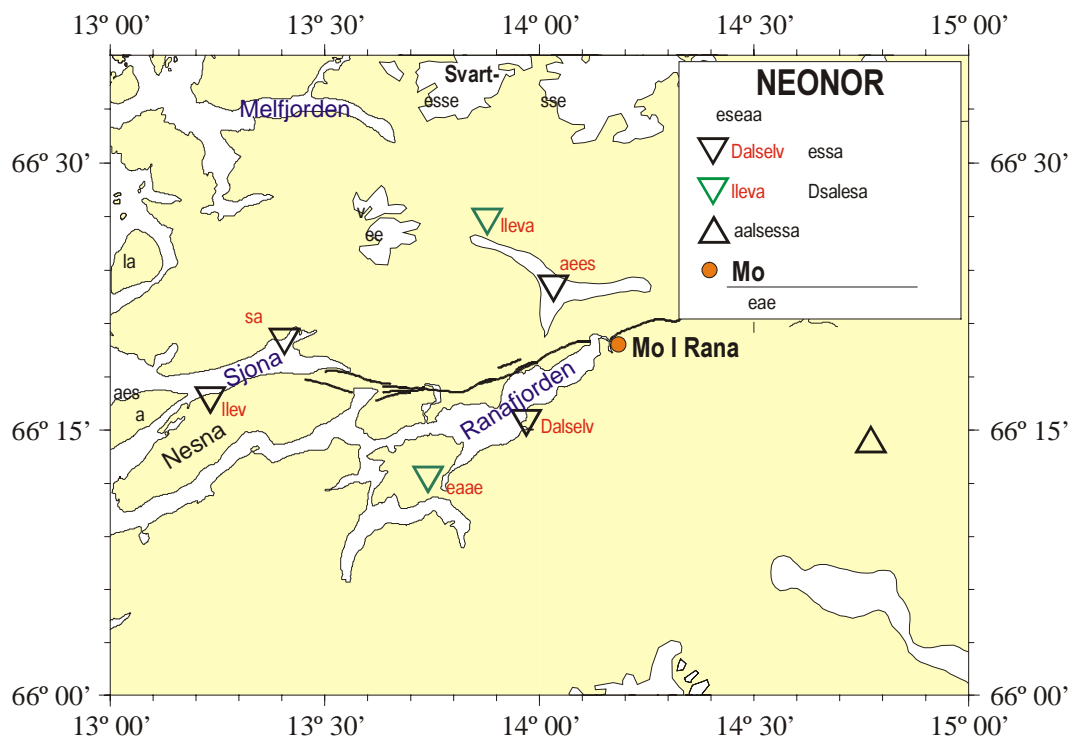 13º 00’ 13º 30’ 14º 00’ 14º 30’ 15º 00’
Svart-
esse sse
Melfjorden
NEONOR
eseaa
66º 30’ 66º 30’
Dalselv essa
lleva Dsalesa
aalsessa
Mo
eae
v
ee
lleva
la
aees
sa
Mo I Rana
Sjona
aes
a
llev
Nesna
Ranafjorden
66º 15’ 66º 15’
Dalselv
eaae
66º 00’ 66º 00’
13º 00’ 13º 30’ 14º 00’ 14º 30’ 15º 00’